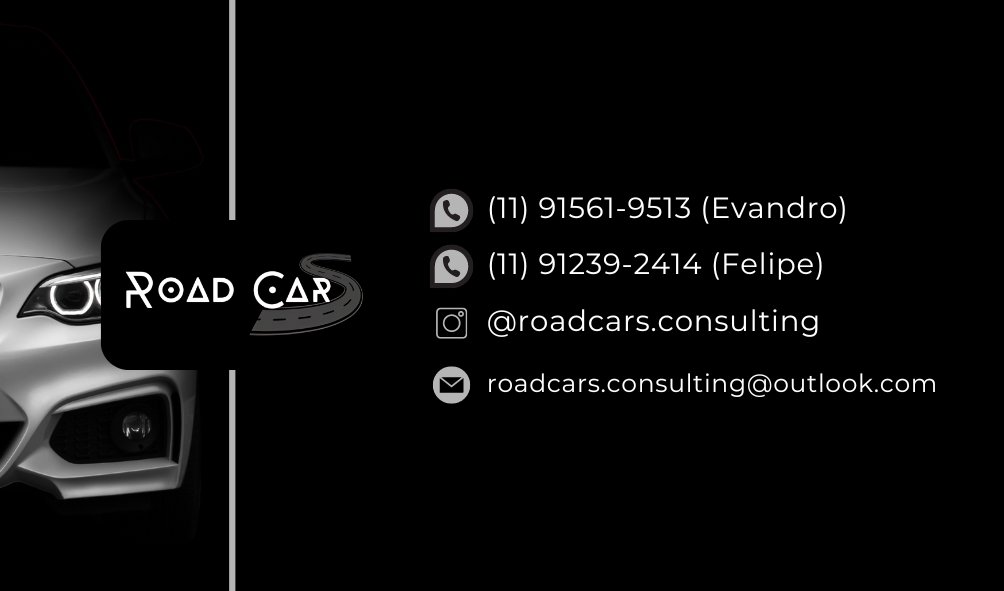 Road Cars
(11) 91561-9513 (Evandro)
(11) 91239-2414 (Felipe)
@roadcars.consulting
roadcars.consulting@outlook.com